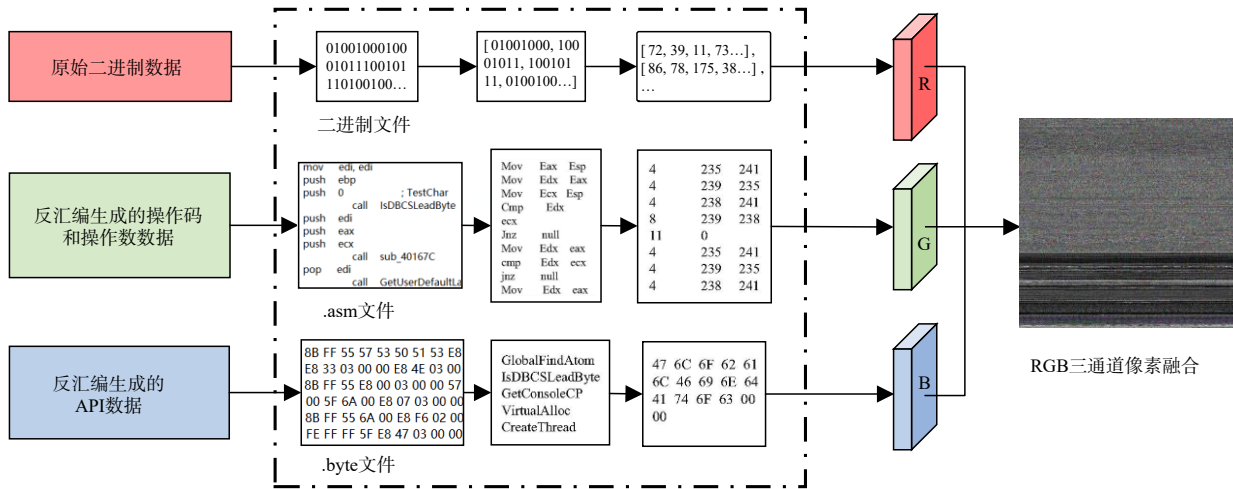 原始二进制数据
01001000100
01011100101
110100100...
[01001000, 100
01011, 100101
11, 0100100...]
[72, 39, 11, 73...],
[86, 78, 175, 38...],
...
二进制文件
R
反汇编生成的操作码
和操作数数据
mov edi, edi
push ebp
push 0 ; TestChar
call IsDBCSLeadByte
push edi
push eax
push ecx
call sub_40167C
pop edi
call GetUserDefaultLa
Mov Eax Esp
Mov Edx Eax
Mov Ecx Esp
Cmp Edx
ecx
Jnz null
Mov Edx eax
cmp Edx ecx
jnz null
Mov Edx eax
4 235 241
4 239 235
4 238 241
8 239 238
11 0
4 235 241
4 239 235
4 238 241
.asm文件
G
反汇编生成的
API数据
8B FF 55 57 53 50 51 53 E8
E8 33 03 00 00 E8 4E 03 00
8B FF 55 E8 00 03 00 00 57
00 5F 6A 00 E8 07 03 00 00
8B FF 55 6A 00 E8 F6 02 00
FE FF FF 5F E8 47 03 00 00
GlobalFindAtom
IsDBCSLeadByte
GetConsoleCP
VirtualAlloc
CreateThread
47 6C 6F 62 61
6C 46 69 6E 64
41 74 6F 63 00
00
.byte文件
B
RGB三通道像素融合